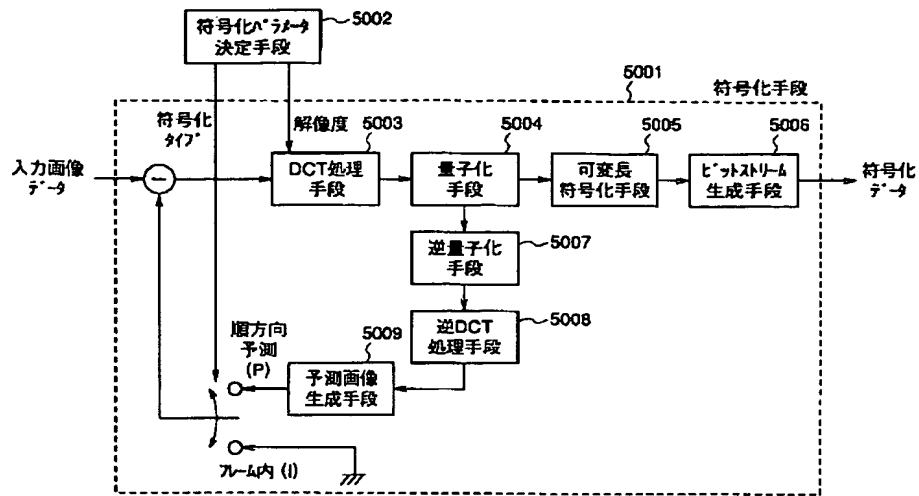 符号化ﾊﾟﾗﾒｰﾀ
決定手段
5002
5001
符号化手段
符号化
ﾀｲﾌﾟ
解像度
5003
5004
5005
5006
入力画像
データ
DCT処理
手段
量子化
手段
可変長
符号化手段
ﾋﾞｯﾄｽﾄﾘｰﾑ
生成手段
符号化
データ
逆量子化
手段
5007
逆DCT
処理手段
5008
順方向
予測
(P)
5009
予測画像
生成手段
ﾌﾚｰﾑ内 (I)